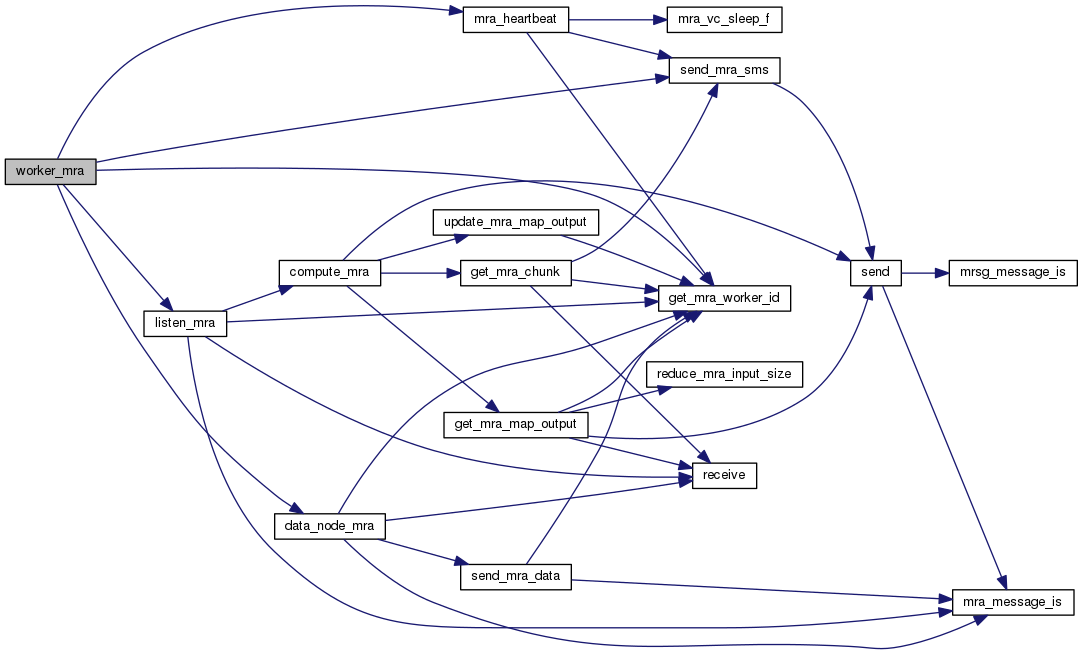 mra_heartbeat
mra_vc_sleep_f
send_mra_sms
worker_mra
update_mra_map_output
compute_mra
get_mra_chunk
send
mrsg_message_is
get_mra_worker_id
listen_mra
reduce_mra_input_size
get_mra_map_output
receive
data_node_mra
send_mra_data
mra_message_is